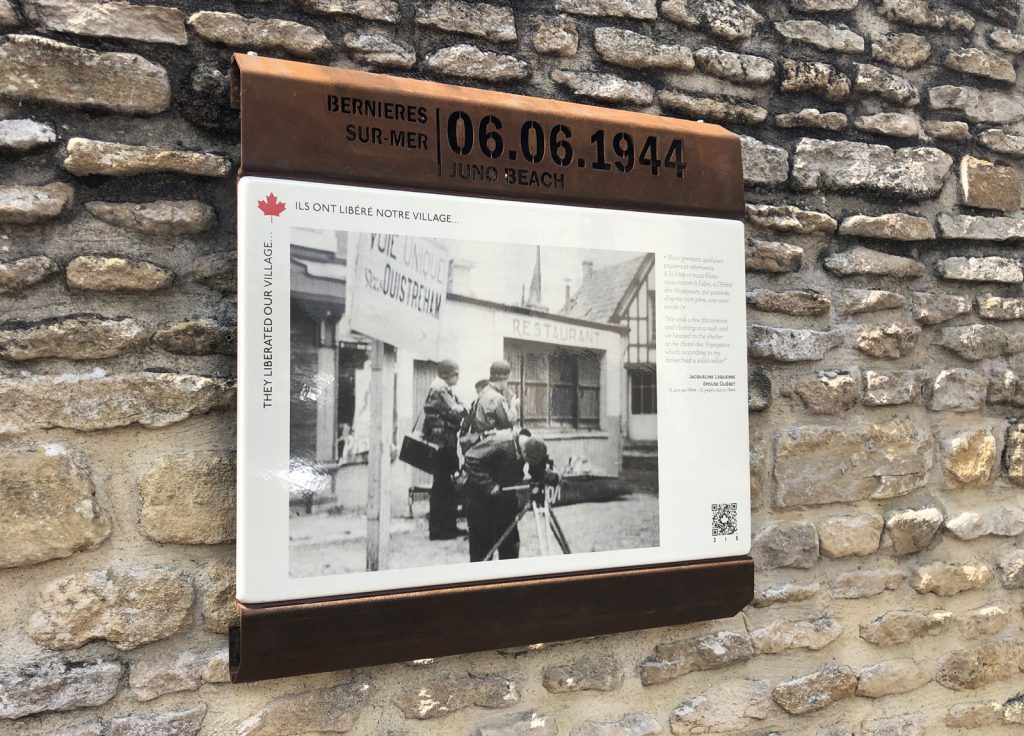 BERNIERES
SUR-MER
06.06.1944
JUNO BEACH
ILS ONT LIBÉRÉ NOTRE VILLAGE...
THEY LIBERATED OUR VILLAGE...
VOIE UNIQUE
OUISTREHAM
RESTAURANT
« Nous prenons quelques
papiers et vêtements
à la hâte et nous filons
nous mettre à l'abri, à l'Hôtel
des Voyageurs, qui possède,
d'après mon père, une cave
solide ! »
"We took a few documents
and clothing in a rush and
we headed to the shelter
at the Hôtel des Voyageurs
which, according to my
father, had a solid cellar!"
JACQUELINE
ÉPOUSE GUÉRET
215